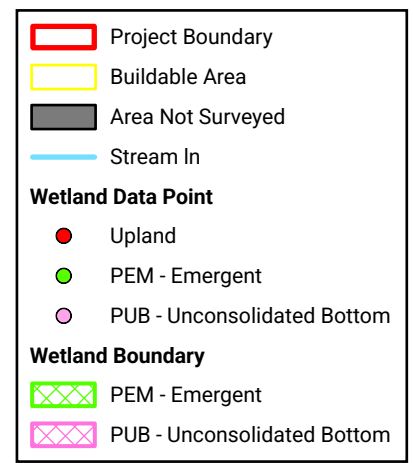 Project Boundary
Buildable Area
Area Not Surveyed
Stream ln
Wetland Data Point
Upland
PEM - Emergent
PUB - Unconsolidated Bottom
Wetland Boundary
PEM - Emergent
PUB - Unconsolidated Bottom